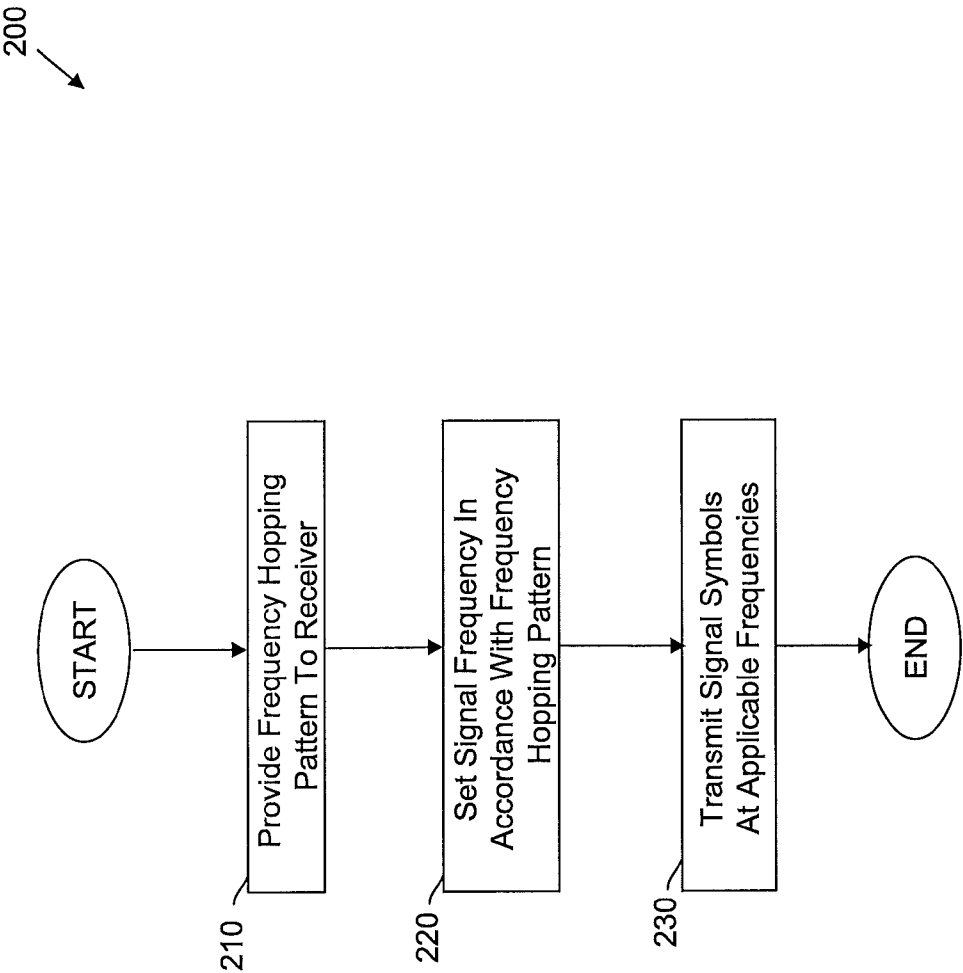 200
START
210
Provide Frequency Hopping
Pattern To Receiver
220
Set Signal Frequency In
Accordance With Frequency
Hopping Pattern
230
Transmit Signal Symbols
At Applicable Frequencies
END